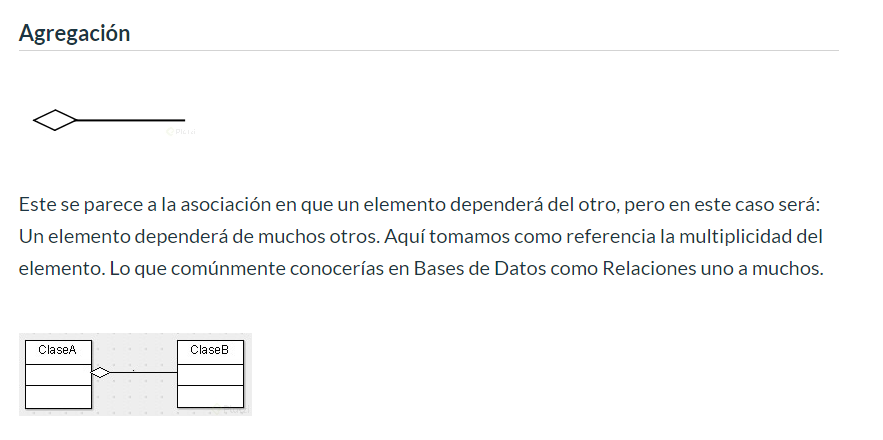 Agregación
Este se parece a la asociación en que un elemento dependerá del otro, pero en este caso será:
Un elemento dependerá de muchos otros. Aquí tomamos como referencia la multiplicidad del
elemento. Lo que comúnmente conocerías en Bases de Datos como Relaciones uno a muchos.
ClaseA ClaseB